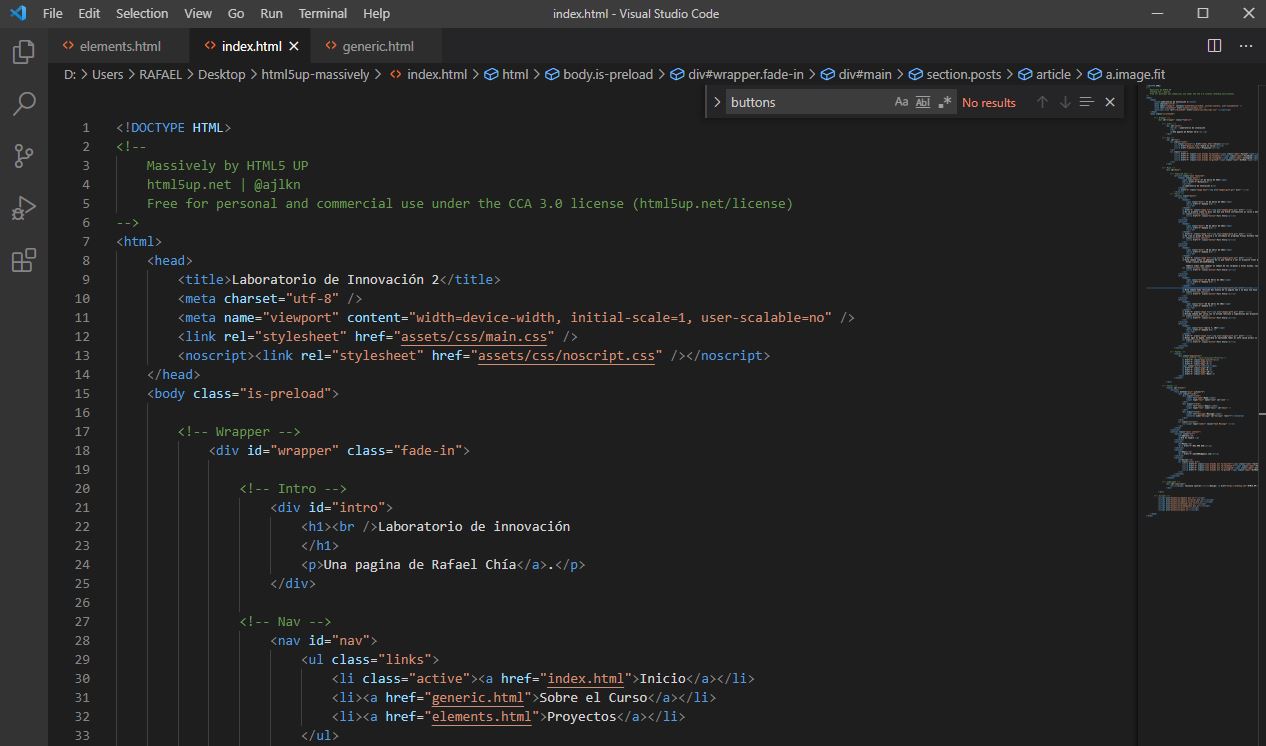 File Edit Selection View Go Run Terminal Help index.html - Visual Studio Code
elements.html index.html generic.html
D: > Users > RAFAEL > Desktop > html5up-massively > index.html > html > body.is-preload > div#wrapper.fade-in > div#main > section.posts > article > a.image.fit
buttons Aa Abl .* No results
1 <!DOCTYPE HTML>
2 <!--
3 Massively by HTML5 UP
4 html5up.net | @ajlkn
5 Free for personal and commercial use under the CCA 3.0 license (html5up.net/license)
6 -->
7 <html>
8 <head>
9 <title>Laboratorio de Innovación 2</title>
10 <meta charset="utf-8" />
11 <meta name="viewport" content="width=device-width, initial-scale=1, user-scalable=no" />
12 <link rel="stylesheet" href="assets/css/main.css" />
13 <noscript><link rel="stylesheet" href="assets/css/noscript.css" /></noscript>
14 </head>
15 <body class="is-preload">
16
17 <!-- Wrapper -->
18 <div id="wrapper" class="fade-in">
19
20 <!-- Intro -->
21 <div id="intro">
22 <h1><br />Laboratorio de innovación
23 </h1>
24 <p>Una pagina de Rafael Chía</a>.</p>
25 </div>
26
27 <!-- Nav -->
28 <nav id="nav">
29 <ul class="links">
30 <li class="active"><a href="index.html">Inicio</a></li>
31 <li><a href="generic.html">Sobre el Curso</a></li>
32 <li><a href="elements.html">Proyectos</a></li>
33 </ul>